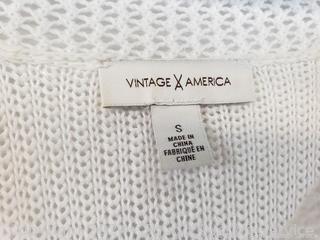 VINTAGE AMERICA
S
MADE IN
CHINA
FABRIQUÉ EN
CHINE